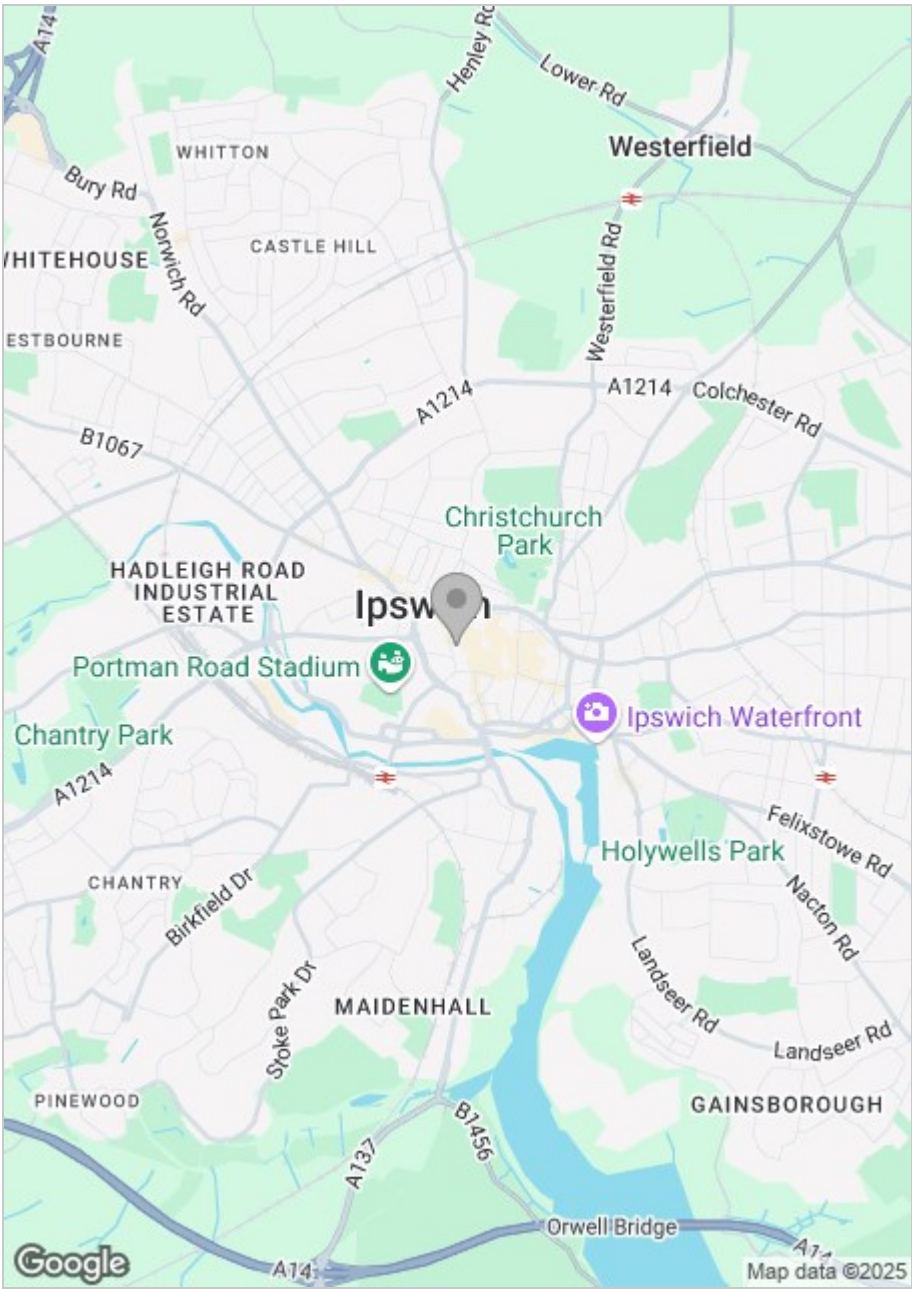 A14
Henley Rd
Lower Rd
Westerfield
WHITTON
Bury Rd
Norwich Rd
CASTLE HILL
WHITEHOUSE
Westerfield Rd
ESTBOURNE
A1214
A1214
Colchester Rd
B1067
Christchurch
Park
HADLEIGH ROAD
INDUSTRIAL
ESTATE
Ipswich
Portman Road Stadium
Ipswich Waterfront
Chantry Park
A1214
Felixstowe Rd
Holywells Park
CHANTRY
Birkfield Dr
Nacton Rd
Stoke Park Dr
Landseer Rd
MAIDENHALL
Landseer Rd
PINEWOOD
GAINSBOROUGH
B1456
A137
Orwell Bridge
A14
A14
Google
Map data ©2025